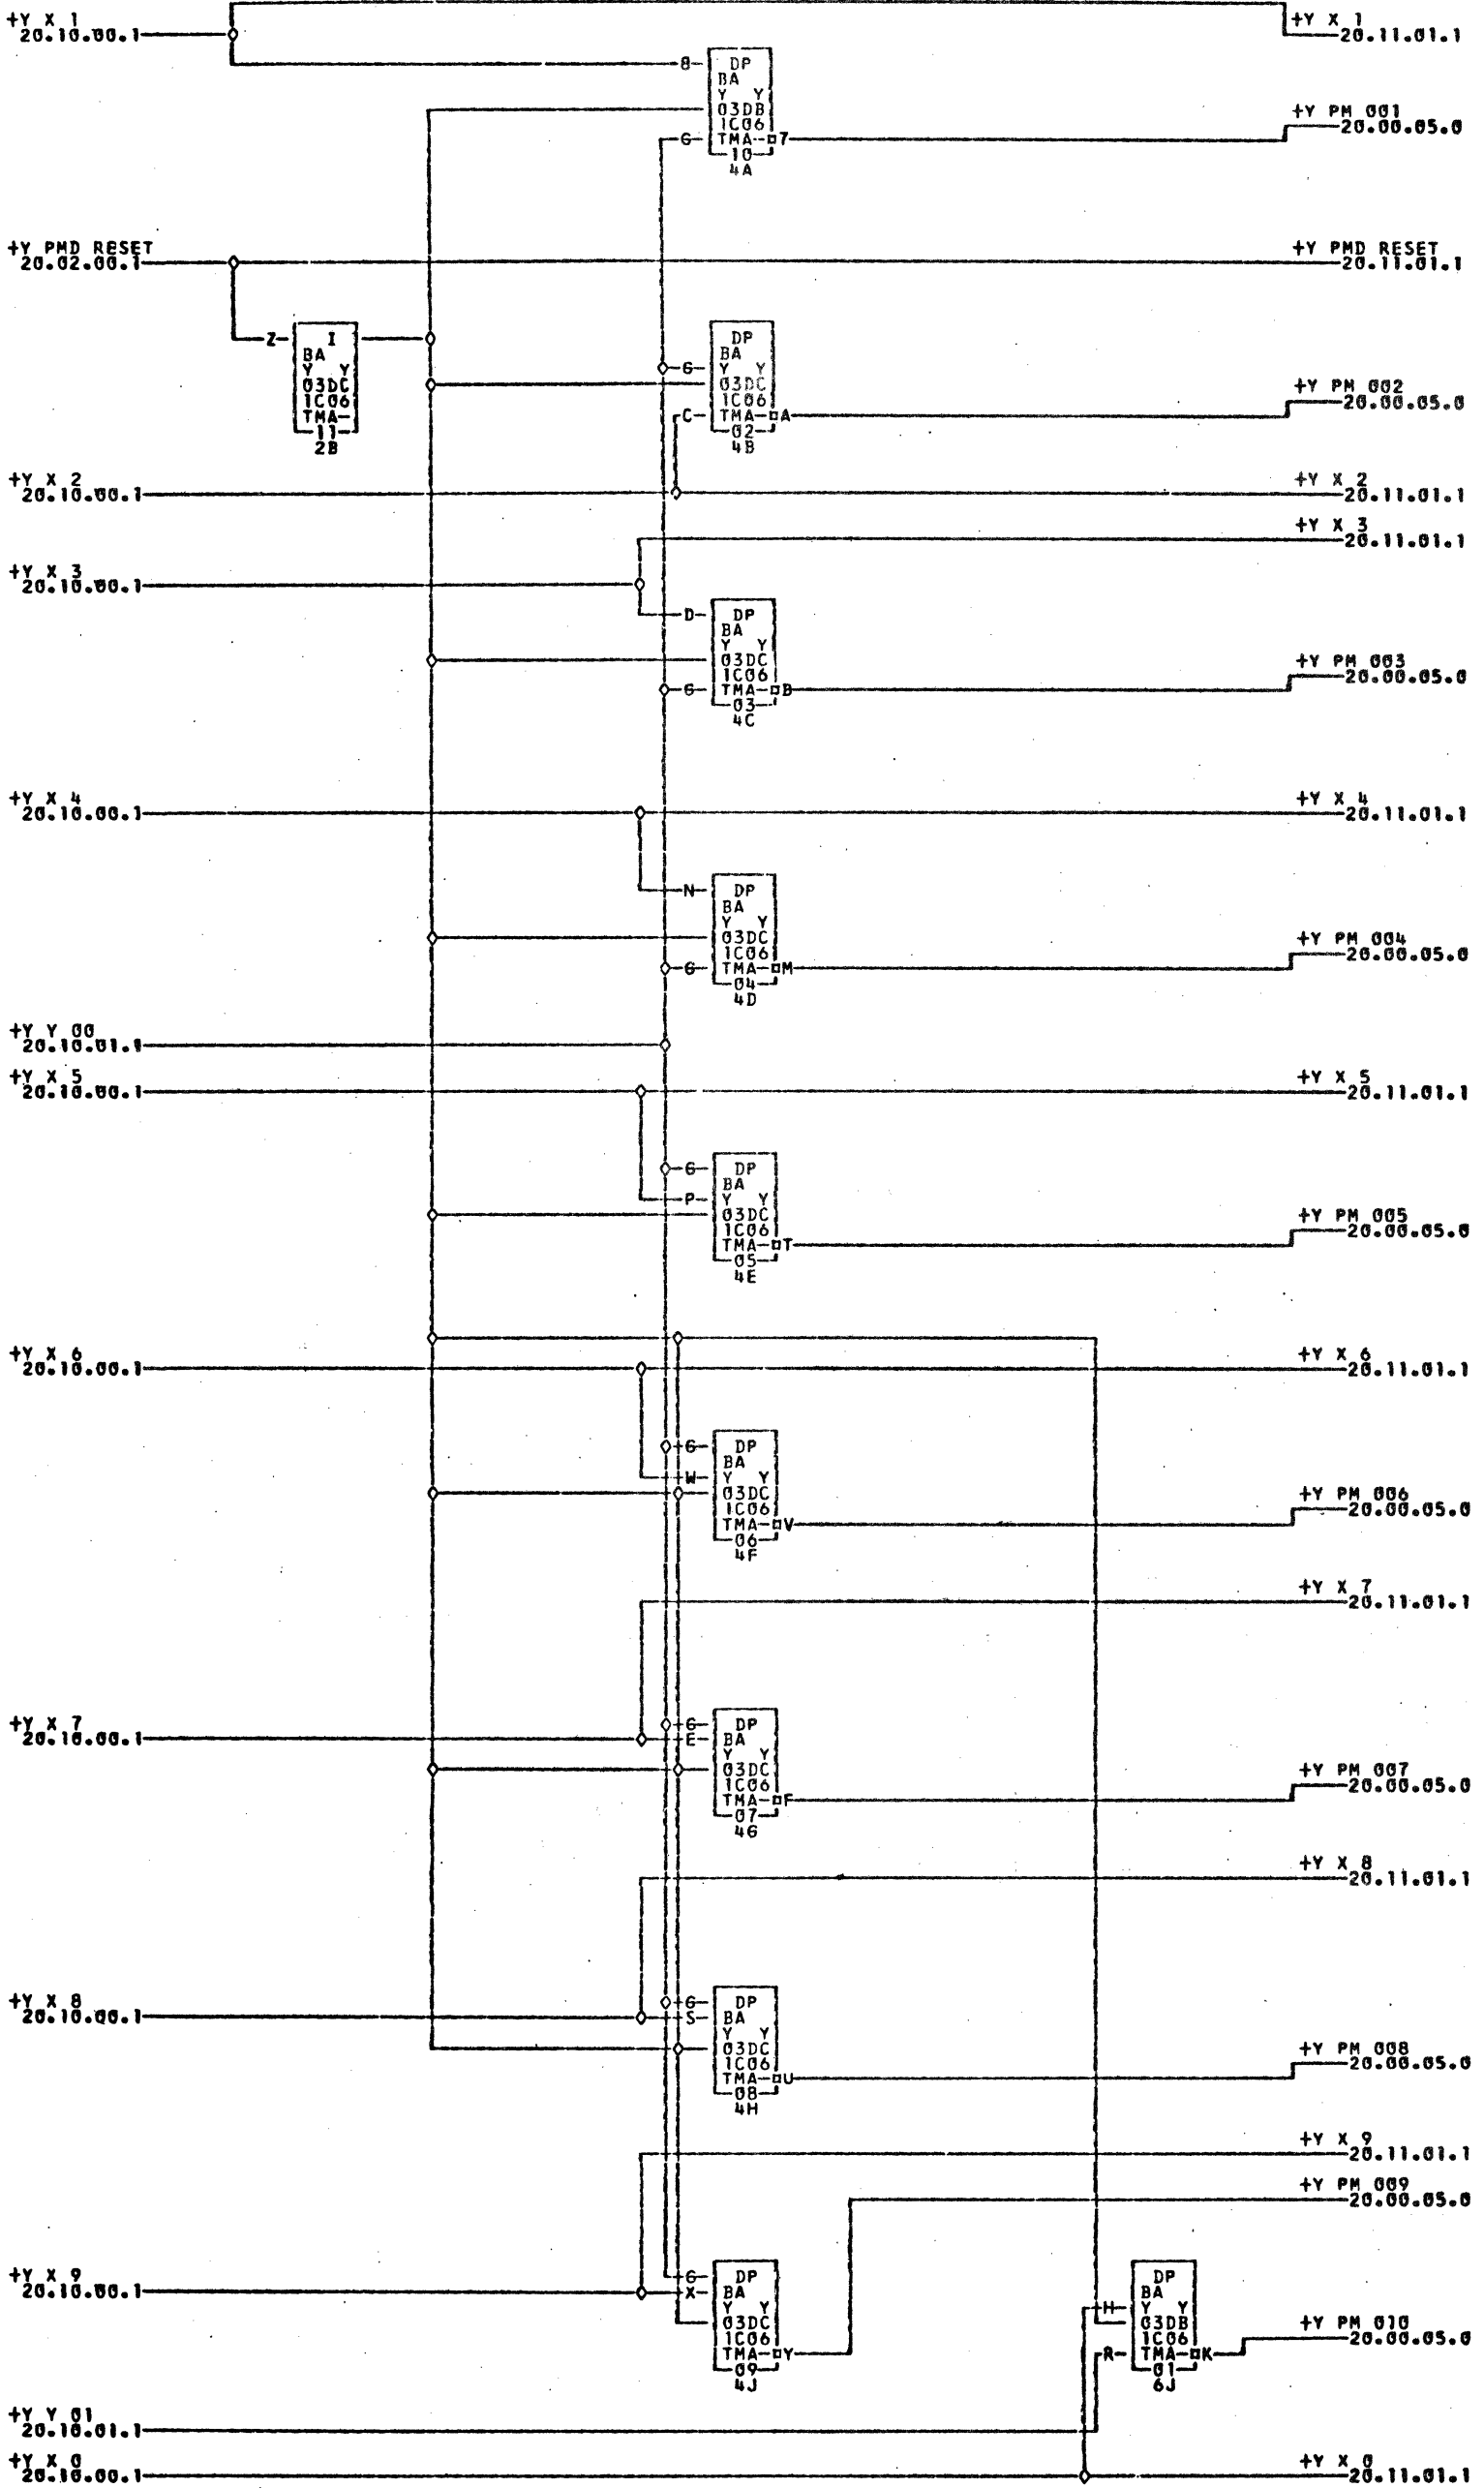 +Y X 1
20.10.00.1
+Y X 1
20.11.01.1
8 DP
BA
Y Y
03DB
1C06
G TMA 7
10
4A
+Y PM 001
20.00.05.0
+Y PMD RESET
20.02.00.1
+Y PMD RESET
20.11.01.1
Z I
BA
Y Y
03DC
1C06
TMA
11
2B
DP
BA
G Y Y
03DC
1C06
C TMA A
02
4B
+Y PM 002
20.00.05.0
+Y X 2
20.10.00.1
+Y X 2
20.11.01.1
+Y X 3
20.11.01.1
+Y X 3
20.10.00.1
D DP
BA
Y Y
03DC
1C06
G TMA B
03
4C
+Y PM 003
20.00.05.0
+Y X 4
20.10.00.1
+Y X 4
20.11.01.1
N DP
BA
Y Y
03DC
1C06
G TMA M
04
4D
+Y PM 004
20.00.05.0
+Y Y 00
20.10.01.1
+Y X 5
20.10.00.1
+Y X 5
20.11.01.1
G DP
BA
P Y Y
03DC
1C06
TMA T
05
4E
+Y PM 005
20.00.05.0
+Y X 6
20.10.00.1
+Y X 6
20.11.01.1
G DP
BA
W Y Y
03DC
1C06
TMA V
06
4F
+Y PM 006
20.00.05.0
+Y X 7
20.11.01.1
+Y X 7
20.10.00.1
G DP
E BA
Y Y
03DC
1C06
TMA F
07
4G
+Y PM 007
20.00.05.0
+Y X 8
20.11.01.1
+Y X 8
20.10.00.1
G DP
S BA
Y Y
03DC
1C06
TMA U
08
4H
+Y PM 008
20.00.05.0
+Y X 9
20.11.01.1
+Y PM 009
20.00.05.0
+Y X 9
20.10.00.1
G DP
X BA
Y Y
03DC
1C06
TMA Y
09
4J
DP
BA
H Y Y
03DB
1C06
R TMA K
01
6J
+Y PM 010
20.00.05.0
+Y Y 01
20.10.01.1
+Y X 0
20.10.00.1
+Y X 0
20.11.01.1